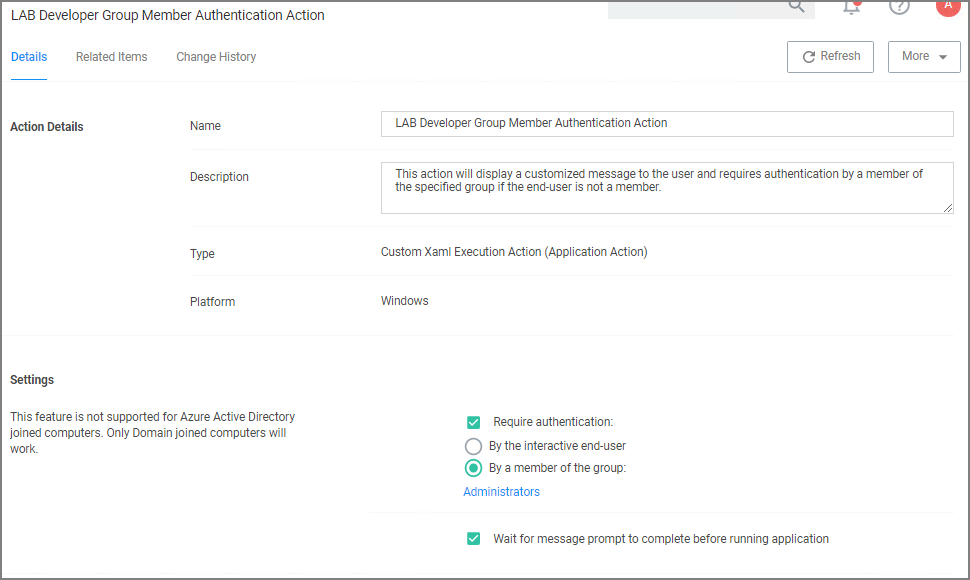 LAB Developer Group Member Authentication Action
A
Details
Related Items
Change History
Refresh
More
Action Details
Name
LAB Developer Group Member Authentication Action
Description
This action will display a customized message to the user and requires authentication by a member of
the specified group if the end-user is not a member.
Type
Custom Xaml Execution Action (Application Action)
Platform
Windows
Settings
This feature is not supported for Azure Active Directory
joined computers. Only Domain joined computers will
work.
Require authentication:
By the interactive end-user
By a member of the group:
Administrators
Wait for message prompt to complete before running application